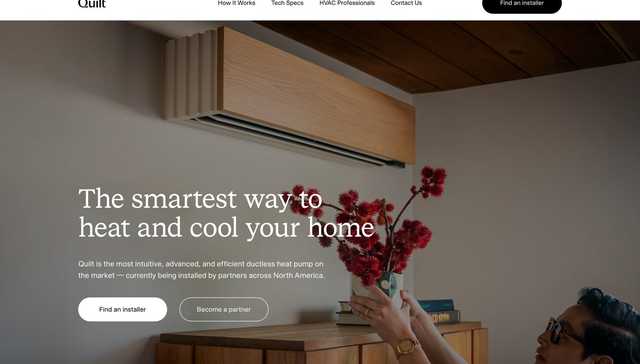 Quilt
How It Works
Tech Specs
HVAC Professionals
Contact Us
Find an installer
The smartest way to
heat and cool your home
Quilt is the most intuitive, advanced, and efficient ductless heat pump on
the market — currently being installed by partners across North America.
Find an installer
Become a partner